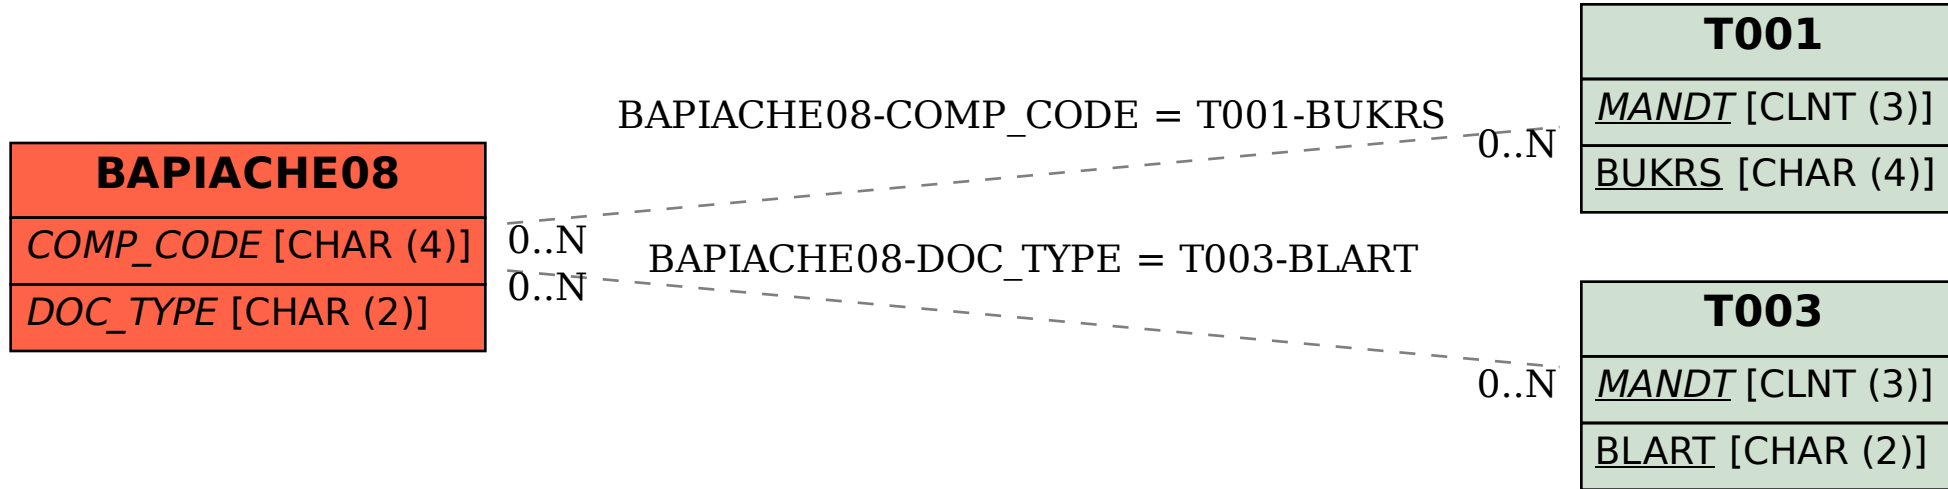 BAPIACHE08
COMP_CODE [CHAR (4)]
DOC_TYPE [CHAR (2)]
BAPIACHE08-COMP_CODE = T001-BUKRS
0..N
0..N
BAPIACHE08-DOC_TYPE = T003-BLART
0..N
0..N
T001
MANDT [CLNT (3)]
BUKRS [CHAR (4)]
T003
MANDT [CLNT (3)]
BLART [CHAR (2)]